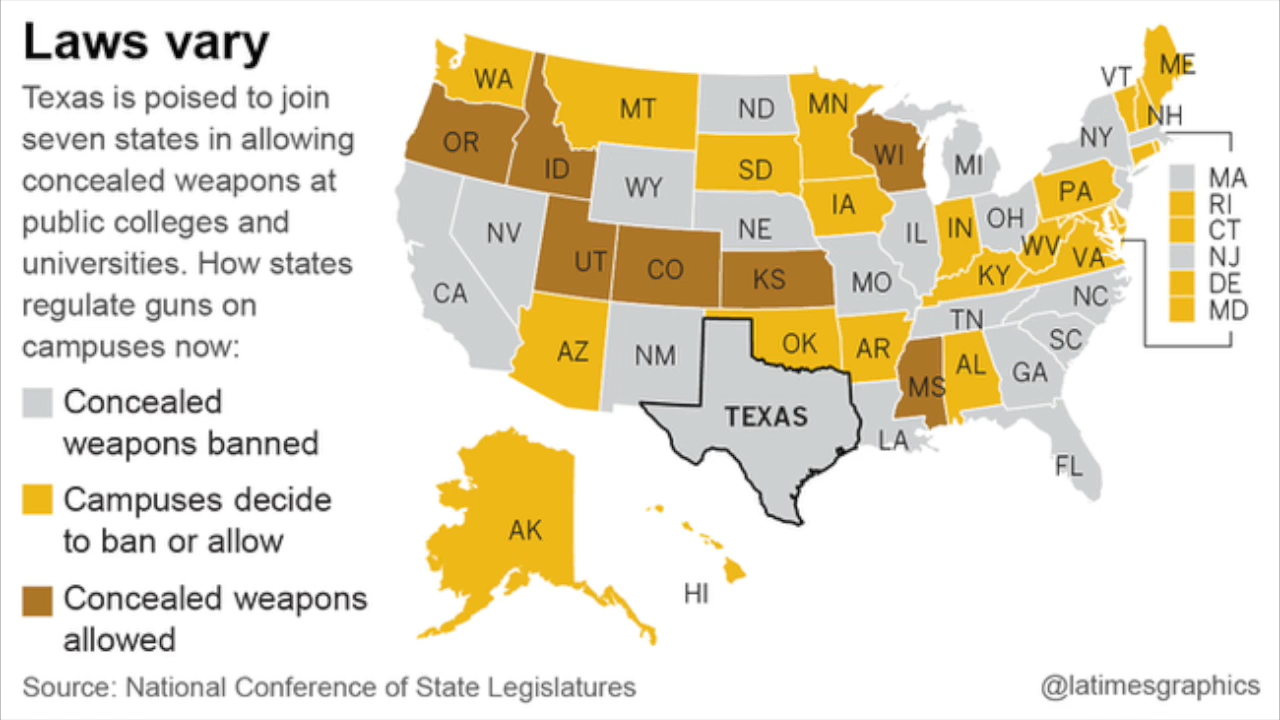 Laws vary
Texas is poised to join
seven states in allowing
concealed weapons at
public colleges and
universities. How states
regulate guns on
campuses now:
Concealed
weapons banned
Campuses decide
to ban or allow
Concealed weapons
allowed
WA
OR
ID
MT
ND
MN
WI
SD
WY
NE
IA
NV
UT
CO
KS
CA
AZ
NM
OK
TEXAS
MO
AR
LA
MS
AL
TN
KY
IL
IN
MI
OH
WV
PA
NY
VT
NH
ME
VA
NC
SC
GA
FL
AK
HI
MA
RI
CT
NJ
DE
MD
Source: National Conference of State Legislatures
@latimesgraphics